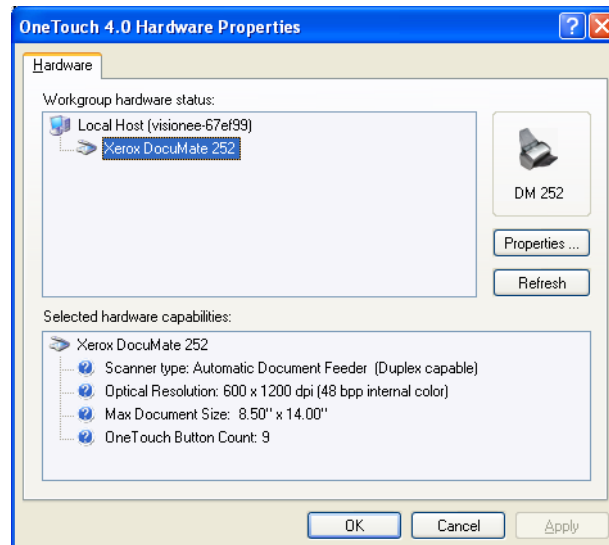 OneTouch 4.0 Hardware Properties
Hardware
Workgroup hardware status:
Local Host (visionee-67ef99)
Xerox DocuMate 252
DM 252
Properties ...
Refresh
Selected hardware capabilities:
Xerox DocuMate 252
Scanner type: Automatic Document Feeder (Duplex capable)
Optical Resolution: 600 x 1200 dpi (48 bpp internal color)
Max Document Size: 8.50" x 14.00"
OneTouch Button Count: 9
OK Cancel Apply